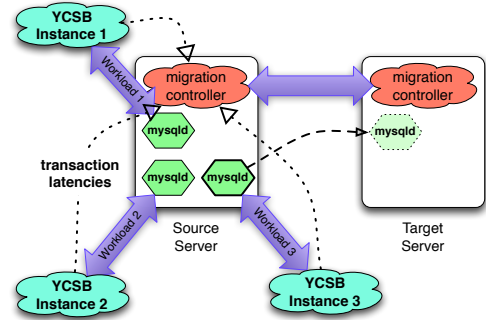 YCSB
Instance 1
Workload 1
migration
controller
migration
controller
mysqld
mysqld
transaction
latencies
mysqld
mysqld
Workload 2
Source
Server
Workload 3
Target
Server
YCSB
Instance 2
YCSB
Instance 3